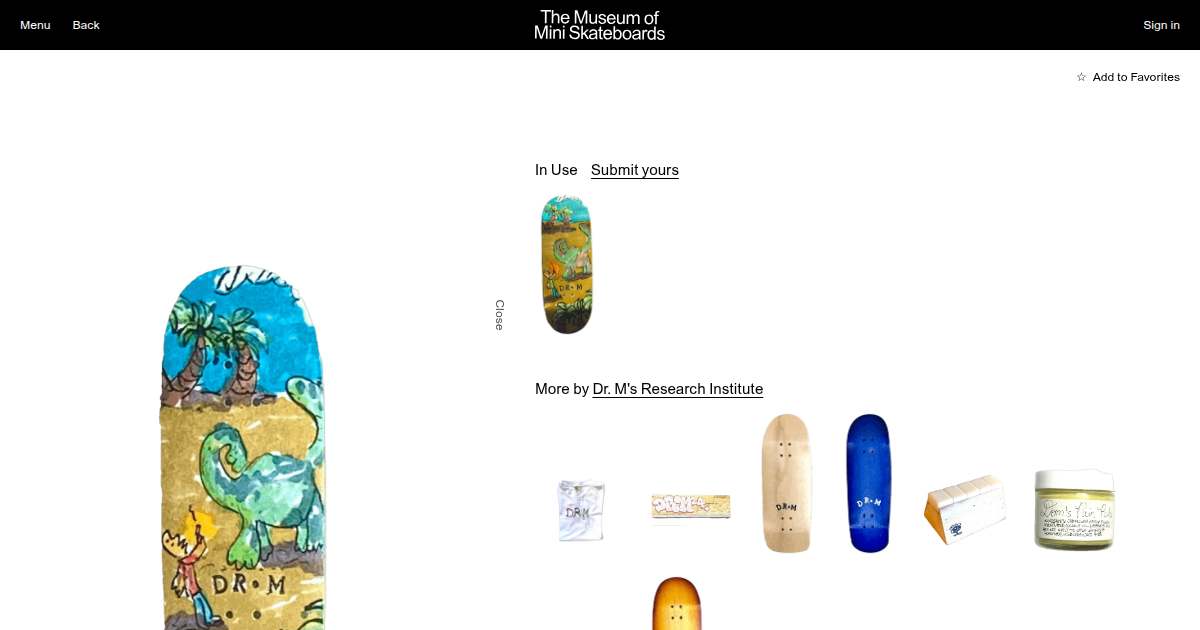 Menu
Back
The Museum of
Mini Skateboards
Sign in
☆ Add to Favorites
In Use
Submit yours
Close
DR•M
DR•M
More by Dr. M's Research Institute
DR•M
DR•M
DR•M